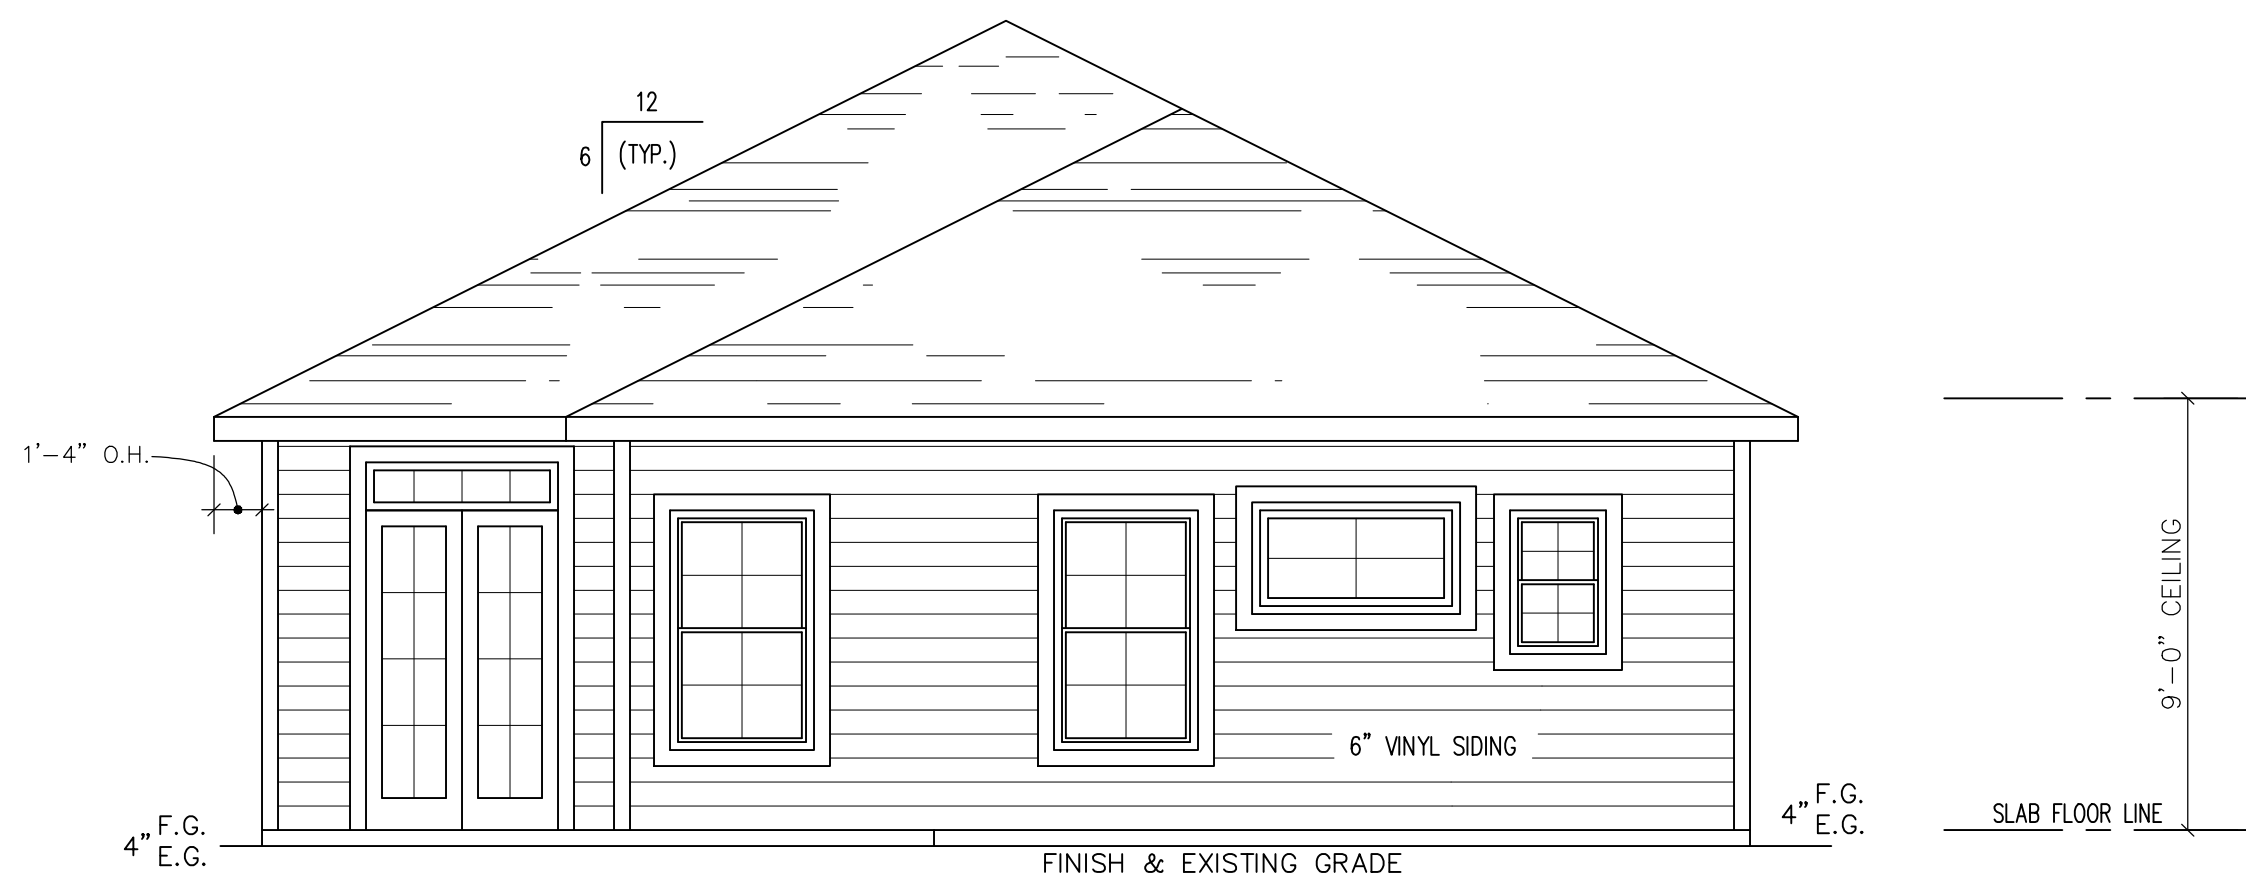 12
6 (TYP.)
1'-4" O.H.
9'-0" CEILING
6" VINYL SIDING
F.G.
4"
E.G.
F.G.
4"
E.G.
SLAB FLOOR LINE
FINISH & EXISTING GRADE